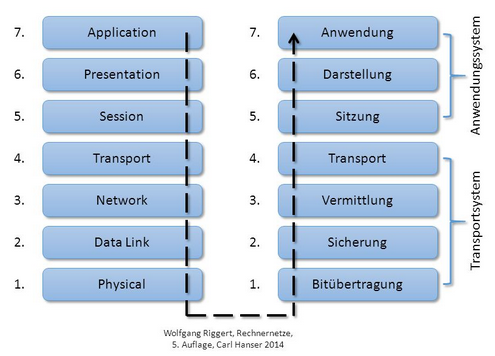 7. Application
6. Presentation
5. Session
4. Transport
3. Network
2. Data Link
1. Physical
7. Anwendung
6. Darstellung
5. Sitzung
4. Transport
3. Vermittlung
2. Sicherung
1. Bitübertragung
Anwendungssystem
Transportsystem
Wolfgang Riggert, Rechnernetze,
5. Auflage, Carl Hanser 2014